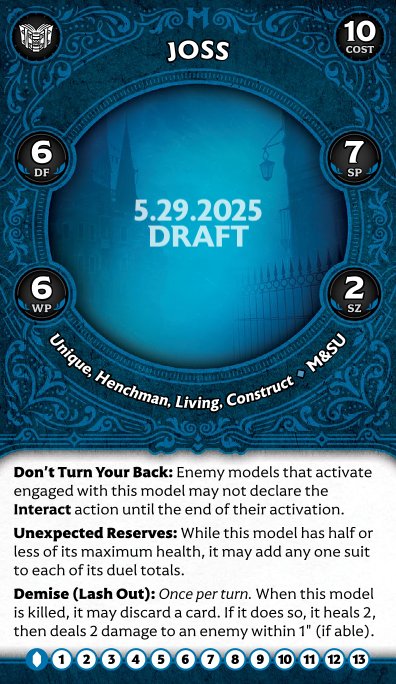 M
10
COST
JOSS
6
DF
7
SP
5.29.2025
DRAFT
6
WP
2
SZ
Unique, Henchman, Living, Construct ◆ M&SU
Don't Turn Your Back: Enemy models that activate
engaged with this model may not declare the
Interact action until the end of their activation.
Unexpected Reserves: While this model has half or
less of its maximum health, it may add any one suit
to each of its duel totals.
Demise (Lash Out): Once per turn. When this model
is killed, it may discard a card. If it does so, it heals 2,
then deals 2 damage to an enemy within 1" (if able).
1 2 3 4 5 6 7 8 9 10 11 12 13